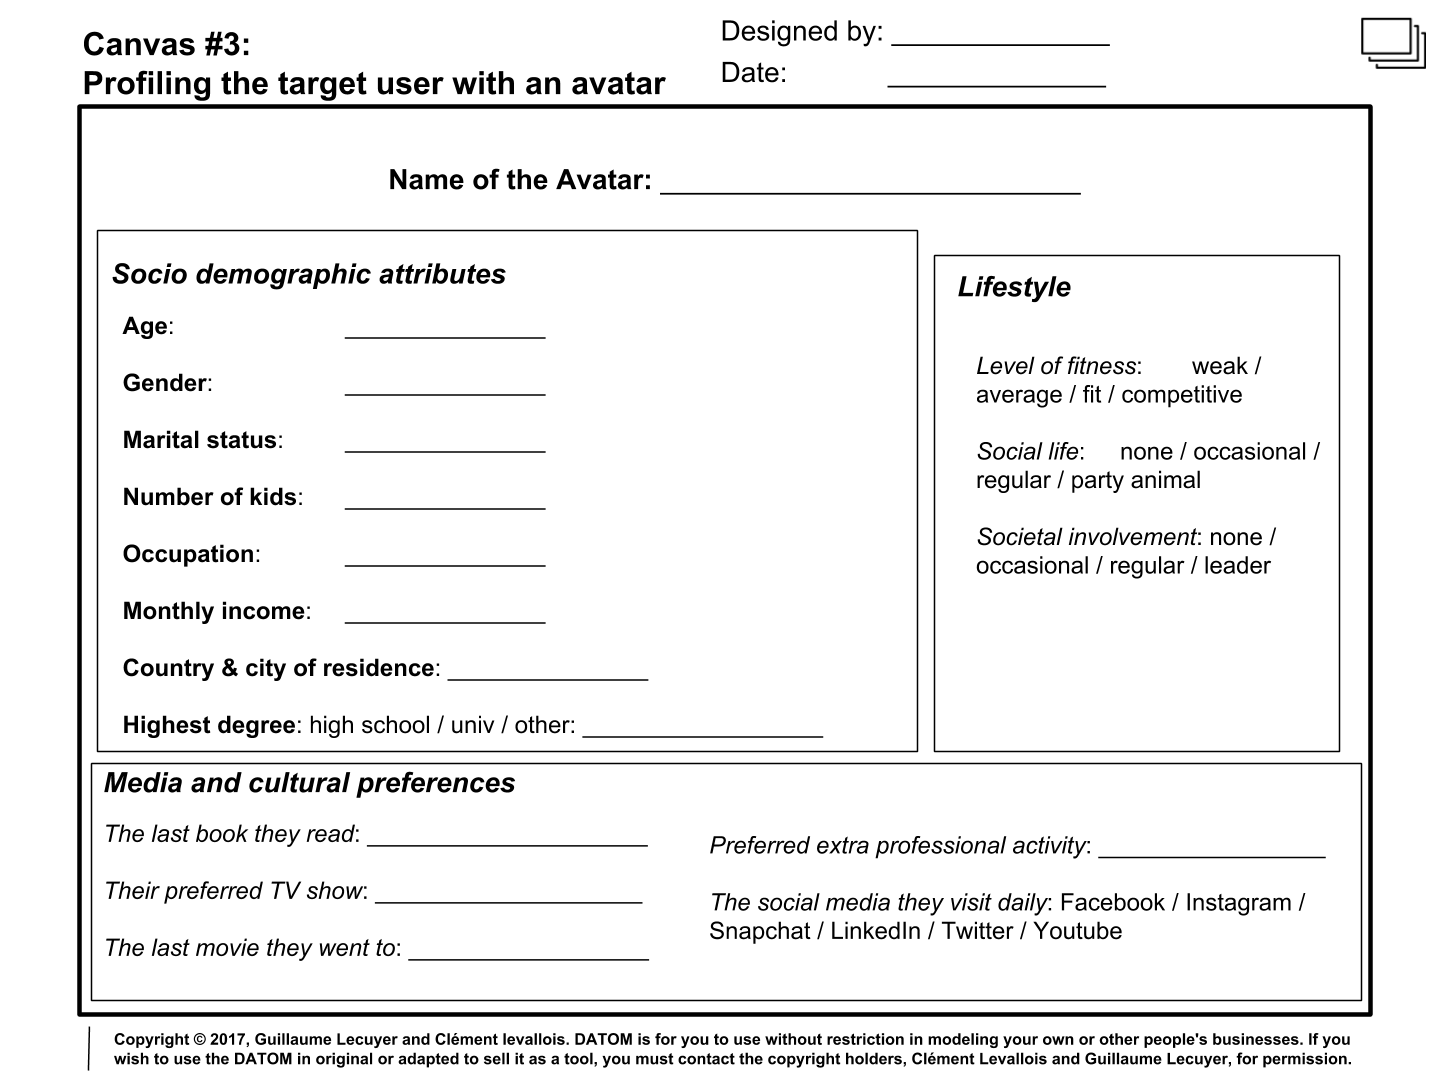 Canvas #3:
Profiling the target user with an avatar
Designed by: _______________
Date: _______________
Name of the Avatar: ____________________________
Socio demographic attributes
Age: _______________
Gender: _______________
Marital status: _______________
Number of kids: _______________
Occupation: _______________
Monthly income: _______________
Country & city of residence: _______________
Highest degree: high school / univ / other: __________________
Lifestyle
Level of fitness: weak /
average / fit / competitive
Social life: none / occasional /
regular / party animal
Societal involvement: none /
occasional / regular / leader
Media and cultural preferences
The last book they read: _____________________
Their preferred TV show: ____________________
The last movie they went to: __________________
Preferred extra professional activity: _________________
The social media they visit daily: Facebook / Instagram /
Snapchat / LinkedIn / Twitter / Youtube
Copyright © 2017, Guillaume Lecuyer and Clément levallois. DATOM is for you to use without restriction in modeling your own or other people's businesses. If you
wish to use the DATOM in original or adapted to sell it as a tool, you must contact the copyright holders, Clément Levallois and Guillaume Lecuyer, for permission.